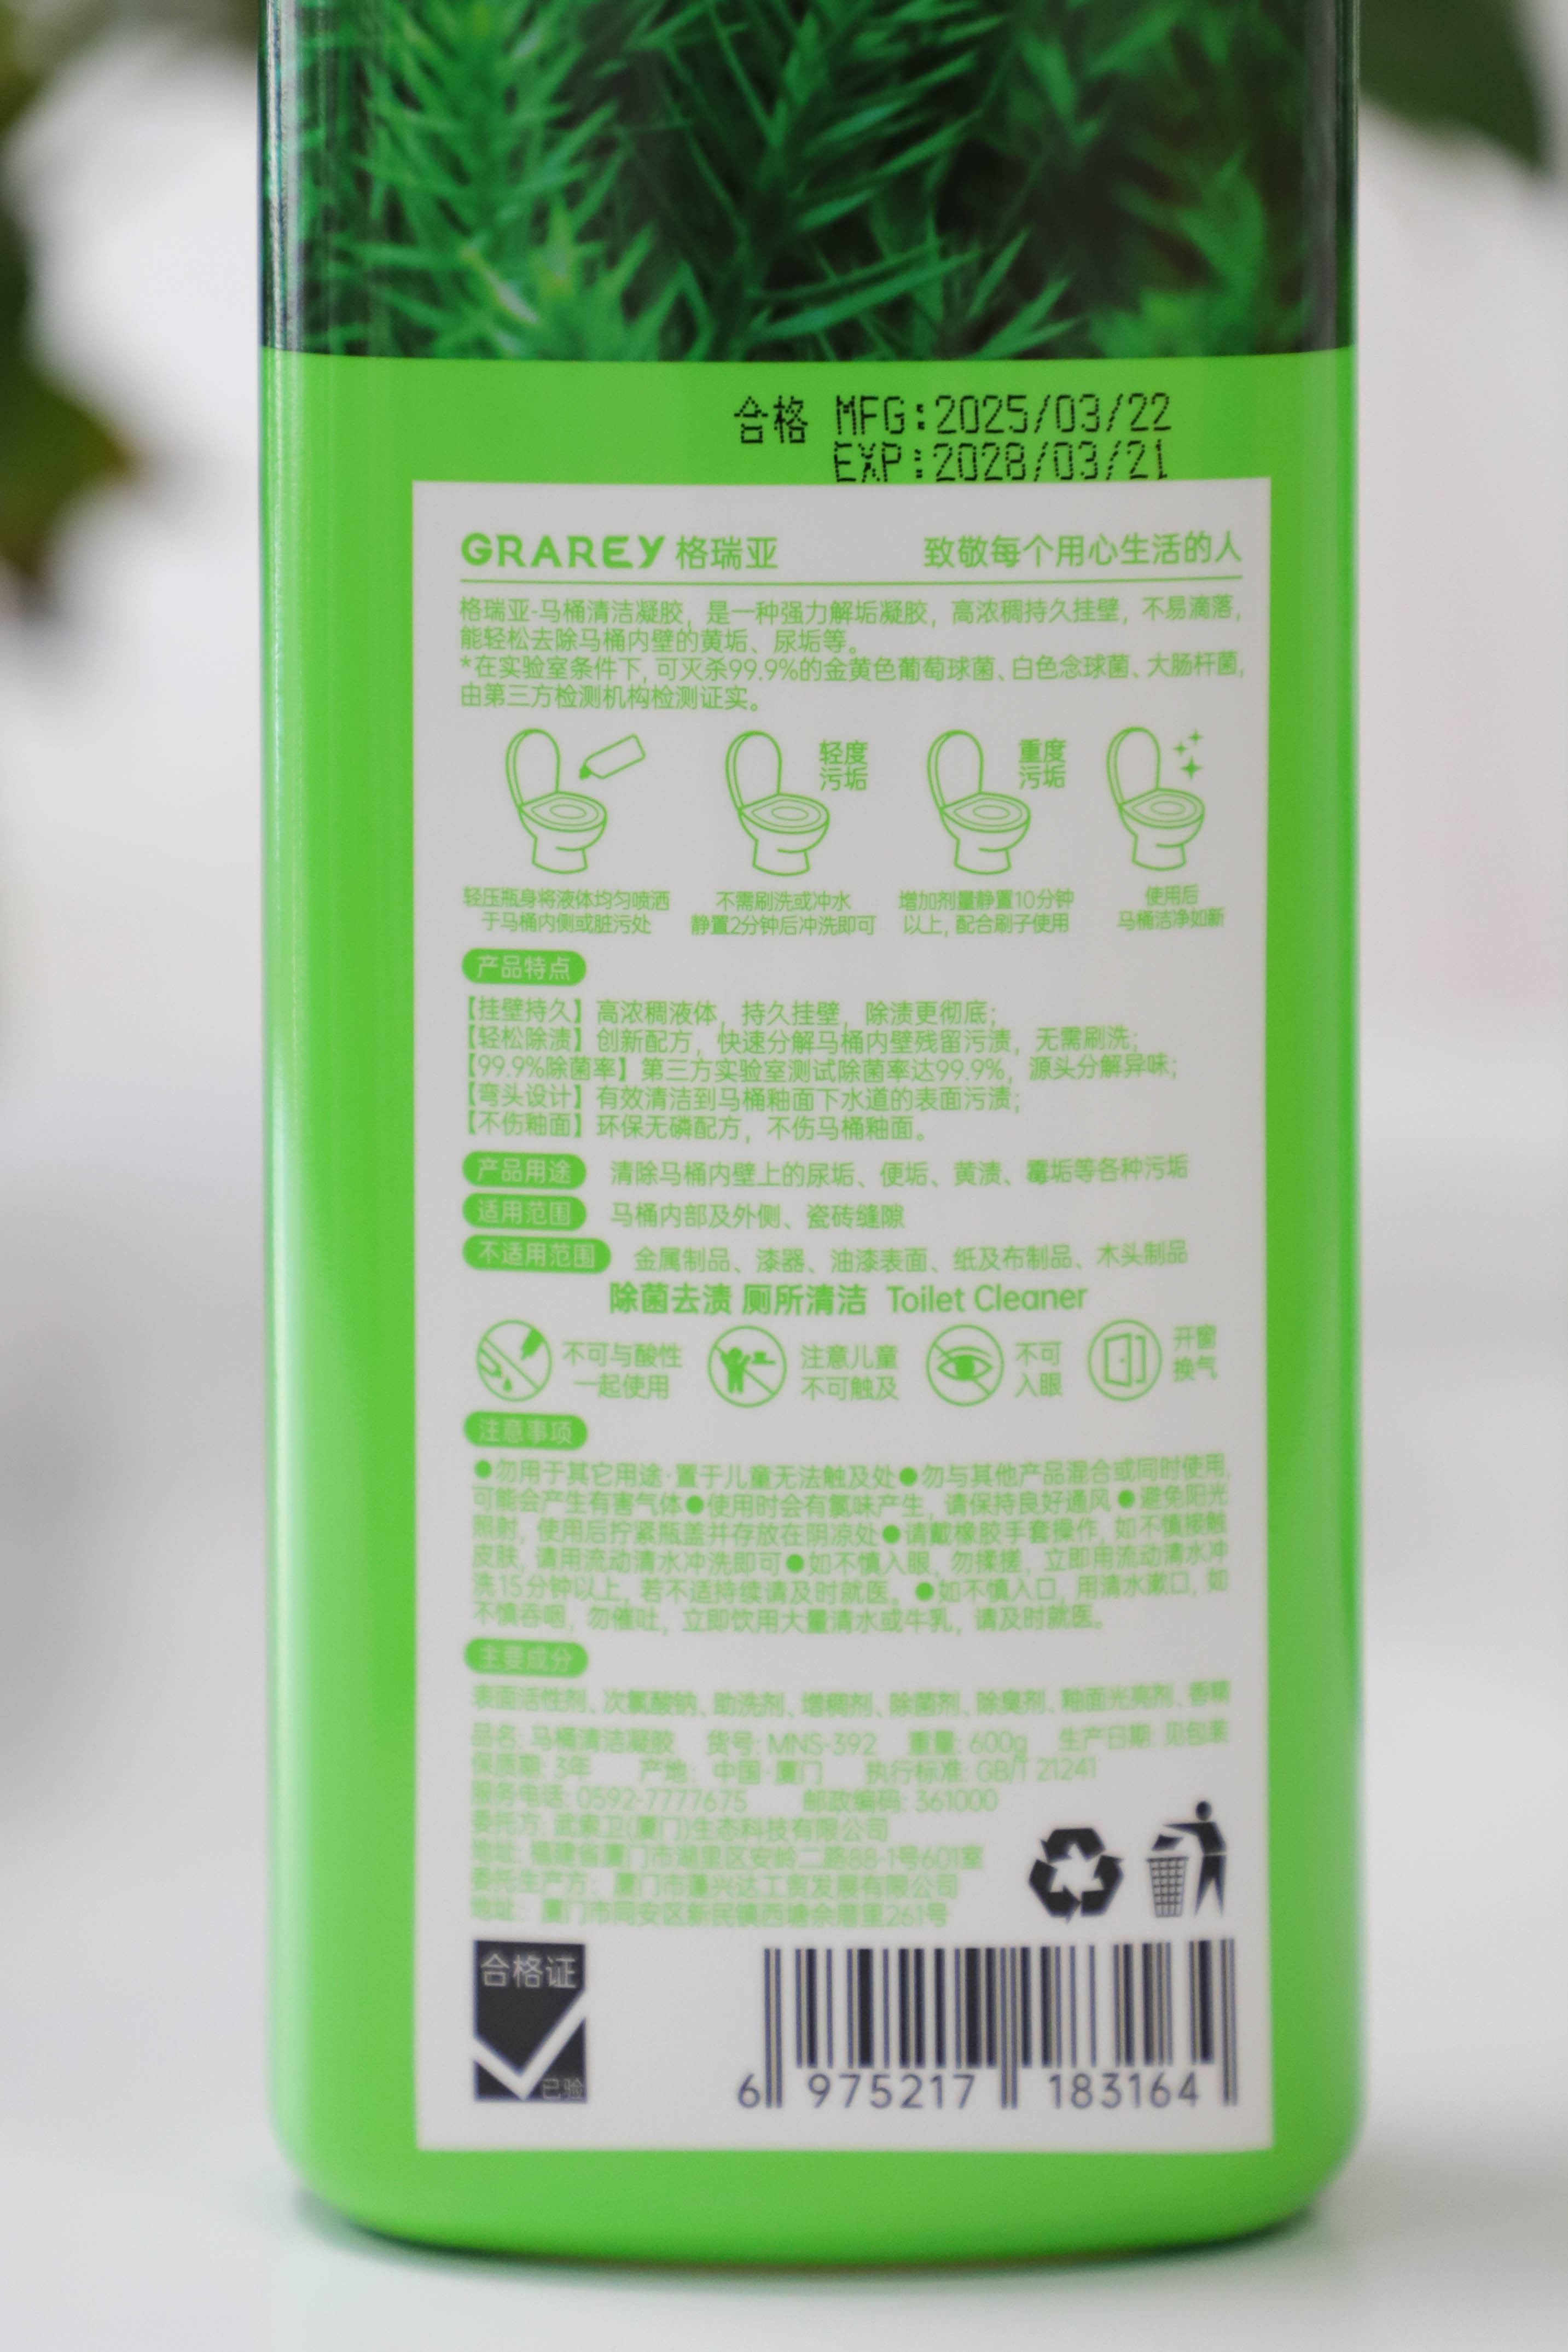 合格 MFG:2025/03/22
EXP:2028/03/21
GRAREY 格瑞亚 致敬每个用心生活的人
格瑞亚-马桶清洁凝胶，是一种强力解垢凝胶，高浓稠持久挂壁，不易滴落，
能轻松去除马桶内壁的黄垢、尿垢等。
*在实验室条件下，可灭杀99.9%的金黄色葡萄球菌、白色念球菌、大肠杆菌，
由第三方检测机构检测证实。
轻度
污垢
重度
污垢
轻压瓶身将液体均匀喷洒
于马桶内侧或脏污处
不需刷洗或冲水
静置2分钟后冲洗即可
增加剂量静置10分钟
以上，配合刷子使用
使用后
马桶洁净如新
产品特点
【挂壁持久】高浓稠液体，持久挂壁，除渍更彻底；
【轻松除渍】创新配方，快速分解马桶内壁残留污渍，无需刷洗；
【99.9%除菌率】第三方实验室测试除菌率达99.9%，源头分解异味；
【弯头设计】有效清洁到马桶釉面下水道的表面污渍；
【不伤釉面】环保无磷配方，不伤马桶釉面。
产品用途 清除马桶内壁上的尿垢、便垢、黄渍、霉垢等各种污垢
适用范围 马桶内部及外侧、瓷砖缝隙
不适用范围 金属制品、漆器、油漆表面、纸及布制品、木头制品
除菌去渍 厕所清洁 Toilet Cleaner
不可与酸性
一起使用
注意儿童
不可触及
不可
入眼
开窗
换气
注意事项
●勿用于其它用途·置于儿童无法触及处●勿与其他产品混合或同时使用，
可能会产生有害气体●使用时会有氯味产生，请保持良好通风●避免阳光
照射，使用后拧紧瓶盖并存放在阴凉处●请戴橡胶手套操作，如不慎接触
皮肤，请用流动清水冲洗即可●如不慎入眼，勿揉搓，立即用流动清水冲
洗15分钟以上，若不适持续请及时就医。●如不慎入口，用清水漱口，如
不慎吞咽，勿催吐，立即饮用大量清水或牛乳，请及时就医。
主要成分
表面活性剂、次氯酸钠、助洗剂、增稠剂、除菌剂、除臭剂、釉面光亮剂、香精
品名: 马桶清洁凝胶 货号: MNS-392 重量: 600g 生产日期: 见包装
保质期: 3年 产地: 中国·厦门 执行标准: GB/T 21241
服务电话: 0592-7777675 邮政编码: 361000
委托方: 武索卫(厦门)生态科技有限公司
地址: 福建省厦门市湖里区安岭二路88-1号601室
委托生产方: 厦门市蓬兴达工贸发展有限公司
地址: 厦门市同安区新民镇西塘余厝里261号
合格证
已验
6 975217 183164